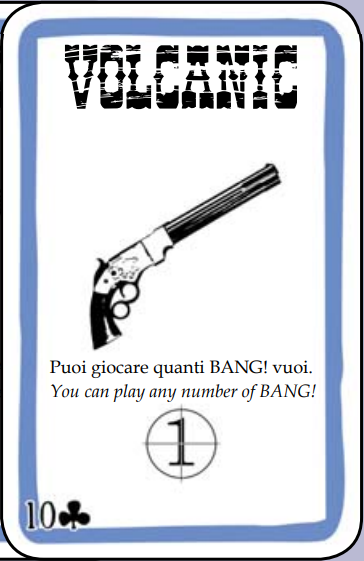 VOLCANIC
Puoi giocare quanti BANG! vuoi.
You can play any number of BANG!
1
10♣